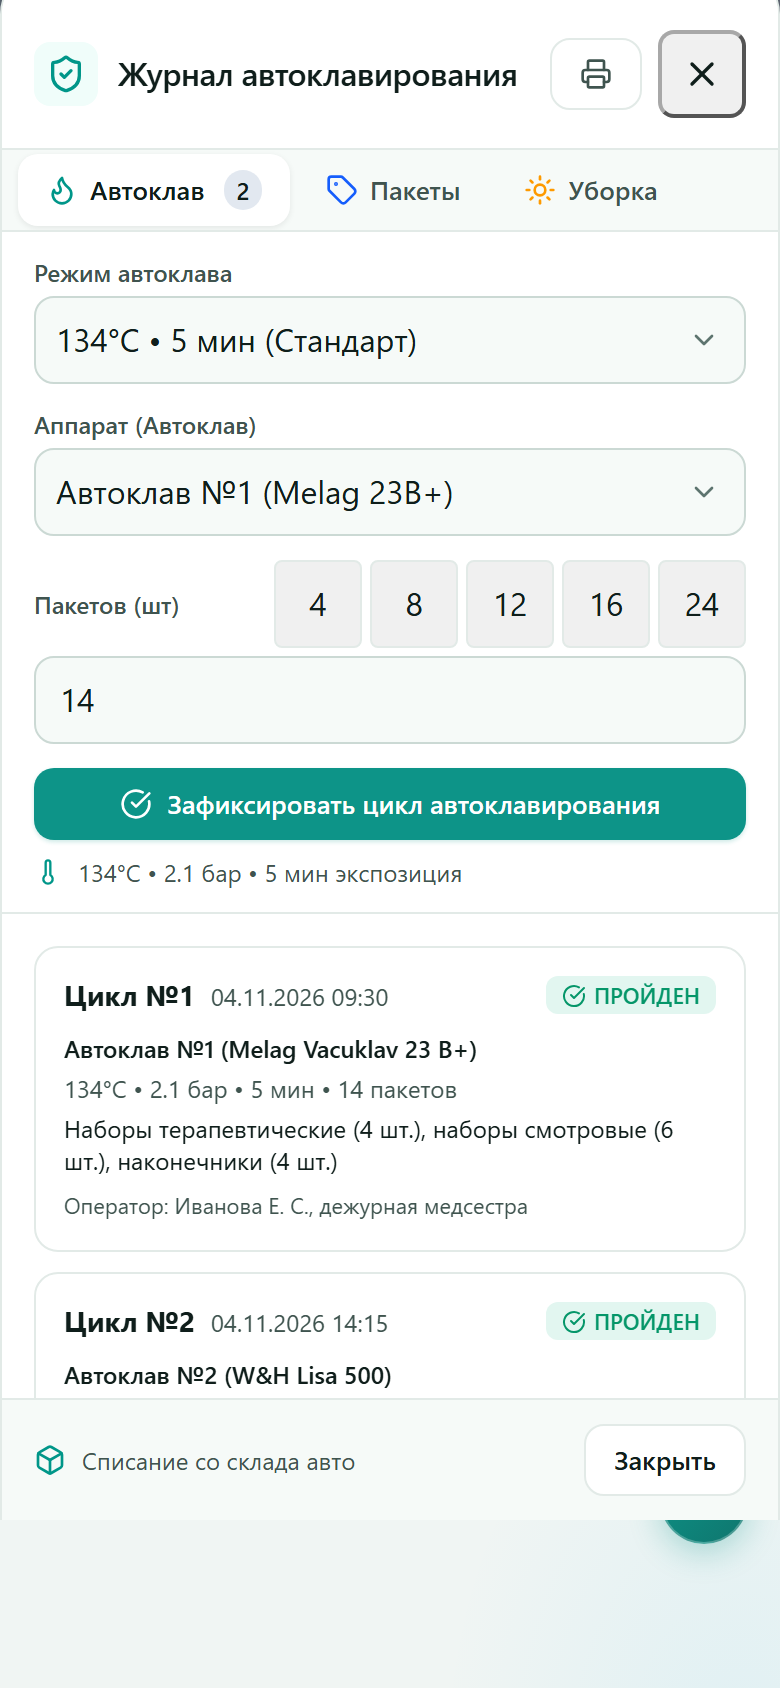 Журнал автоклавирования
Автоклав 2 Пакеты Уборка
Режим автоклава
134°C • 5 мин (Стандарт)
Аппарат (Автоклав)
Автоклав №1 (Melag 23B+)
Пакетов (шт) 4 8 12 16 24
14
Зафиксировать цикл автоклавирования
134°C • 2.1 бар • 5 мин экспозиция
Цикл №1 04.11.2026 09:30 ПРОЙДЕН
Автоклав №1 (Melag Vacuklav 23 B+)
134°C • 2.1 бар • 5 мин • 14 пакетов
Наборы терапевтические (4 шт.), наборы смотровые (6
шт.), наконечники (4 шт.)
Оператор: Иванова Е. С., дежурная медсестра
Цикл №2 04.11.2026 14:15 ПРОЙДЕН
Автоклав №2 (W&H Lisa 500)
Списание со склада авто Закрыть